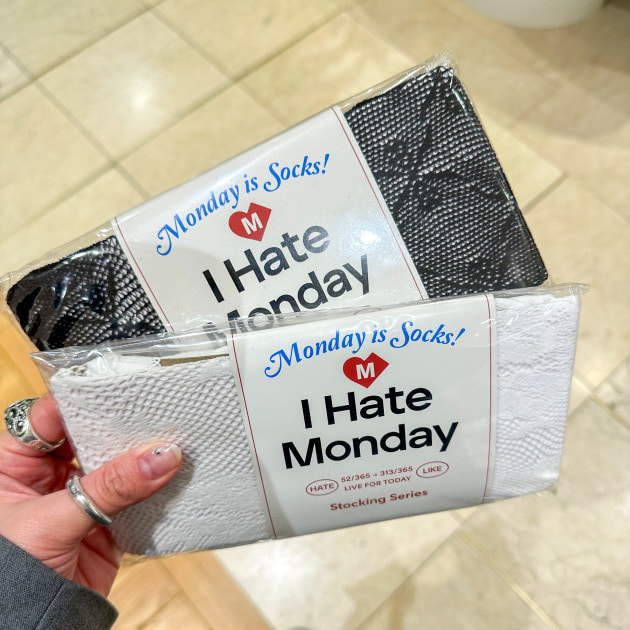 Monday is Socks!
M
I Hate
Monday
Monday is Socks!
M
I Hate
Monday
HATE 52/365 → 313/365 LIKE
LIVE FOR TODAY
Stocking Series